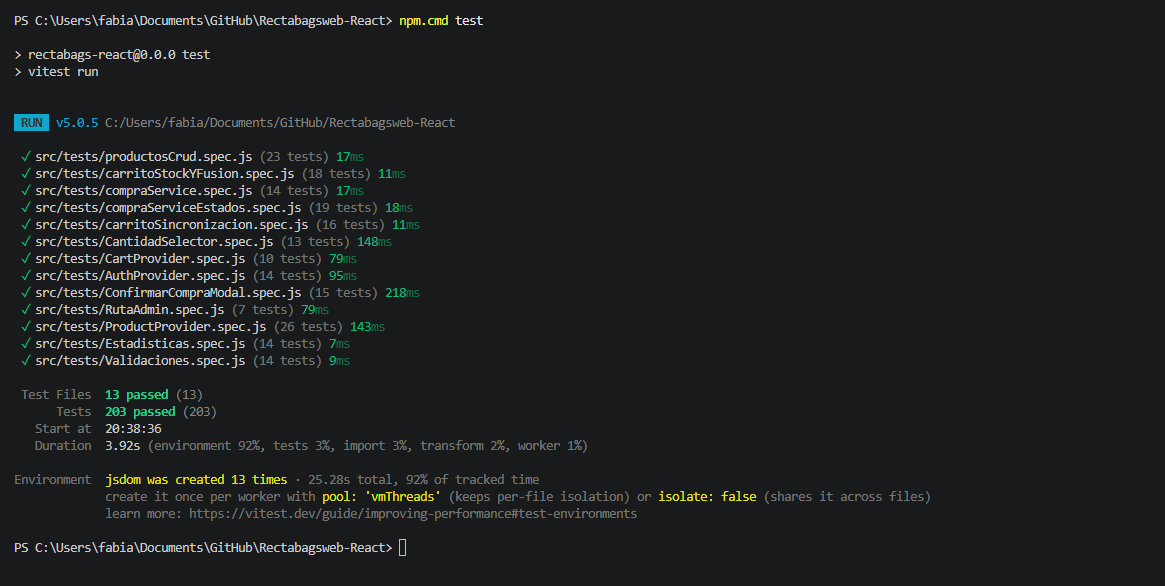 PS C:\Users\fabia\Documents\GitHub\Rectabagsweb-React> npm.cmd test
> rectabags-react@0.0.0 test
> vitest run
RUN v5.0.5 C:/Users/fabia/Documents/GitHub/Rectabagsweb-React
✓ src/tests/productosCrud.spec.js (23 tests) 17ms
✓ src/tests/carritoStockYFusion.spec.js (18 tests) 11ms
✓ src/tests/compraService.spec.js (14 tests) 17ms
✓ src/tests/compraServiceEstados.spec.js (19 tests) 18ms
✓ src/tests/carritoSincronizacion.spec.js (16 tests) 11ms
✓ src/tests/CantidadSelector.spec.js (13 tests) 148ms
✓ src/tests/CartProvider.spec.js (10 tests) 79ms
✓ src/tests/AuthProvider.spec.js (14 tests) 95ms
✓ src/tests/ConfirmarCompraModal.spec.js (15 tests) 218ms
✓ src/tests/RutaAdmin.spec.js (7 tests) 79ms
✓ src/tests/ProductProvider.spec.js (26 tests) 143ms
✓ src/tests/Estadisticas.spec.js (14 tests) 7ms
✓ src/tests/Validaciones.spec.js (14 tests) 9ms
Test Files 13 passed (13)
Tests 203 passed (203)
Start at 20:38:36
Duration 3.92s (environment 92%, tests 3%, import 3%, transform 2%, worker 1%)
Environment jsdom was created 13 times · 25.28s total, 92% of tracked time
create it once per worker with pool: 'vmThreads' (keeps per-file isolation) or isolate: false (shares it across files)
learn more: https://vitest.dev/guide/improving-performance#test-environments
PS C:\Users\fabia\Documents\GitHub\Rectabagsweb-React>